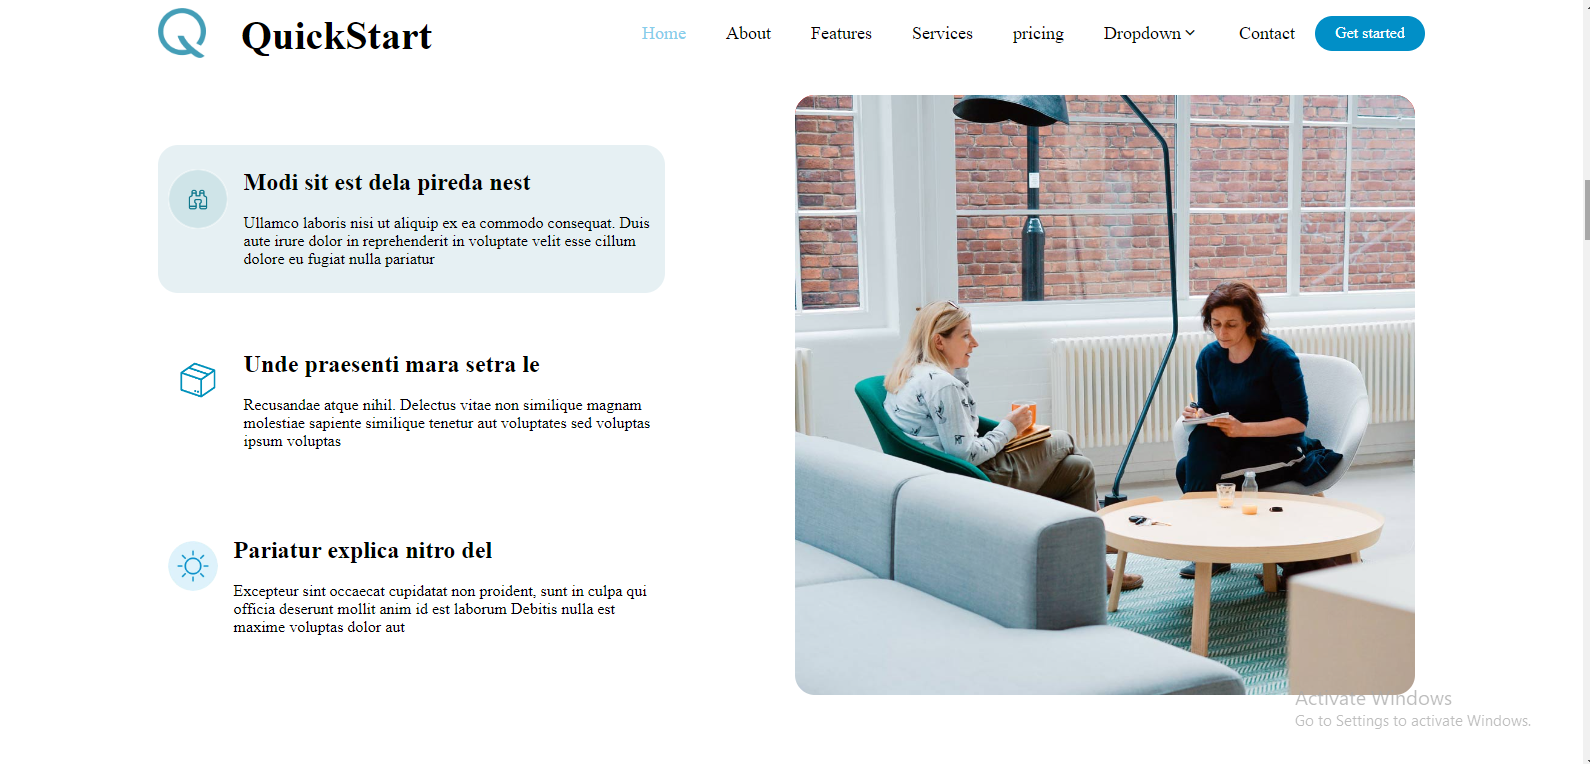 QuickStart
Home About Features Services pricing Dropdown Contact Get started
Modi sit est dela pireda nest
Ullamco laboris nisi ut aliquip ex ea commodo consequat. Duis
aute irure dolor in reprehenderit in voluptate velit esse cillum
dolore eu fugiat nulla pariatur
Unde praesenti mara setra le
Recusandae atque nihil. Delectus vitae non similique magnam
molestiae sapiente similique tenetur aut voluptates sed voluptas
ipsum voluptas
Pariatur explica nitro del
Excepteur sint occaecat cupidatat non proident, sunt in culpa qui
officia deserunt mollit anim id est laborum Debitis nulla est
maxime voluptas dolor aut
Activate Windows
Go to Settings to activate Windows.